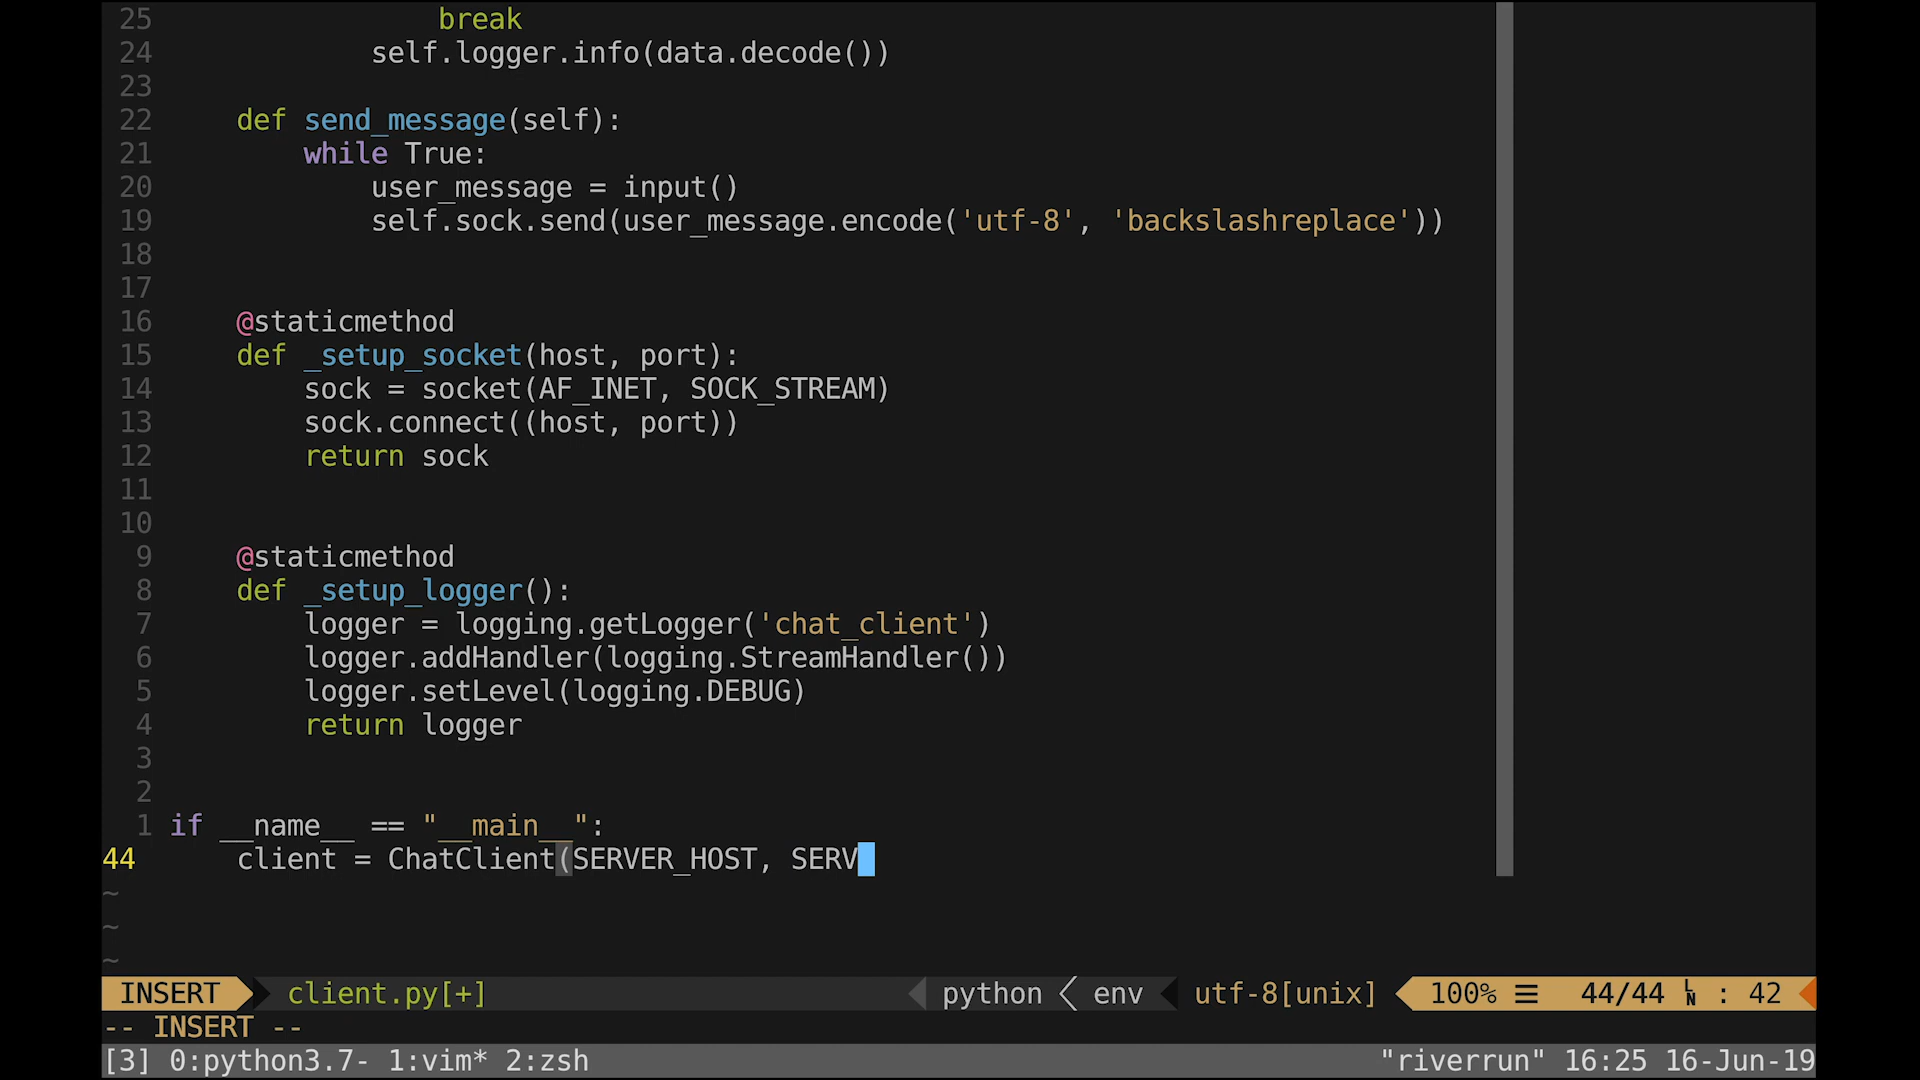 25                 break
24             self.logger.info(data.decode())
23
22     def send_message(self):
21         while True:
20             user_message = input()
19             self.sock.send(user_message.encode('utf-8', 'backslashreplace'))
18
17
16     @staticmethod
15     def _setup_socket(host, port):
14         sock = socket(AF_INET, SOCK_STREAM)
13         sock.connect((host, port))
12         return sock
11
10
9     @staticmethod
8     def _setup_logger():
7         logger = logging.getLogger('chat_client')
6         logger.addHandler(logging.StreamHandler())
5         logger.setLevel(logging.DEBUG)
4         return logger
3
2
1 if __name__ == "__main__":
44     client = ChatClient(SERVER_HOST, SERV
~
~
~
INSERT client.py[+] python env utf-8[unix] 100% ☰ 44/44 ␤ : 42
-- INSERT --
[3] 0:python3.7- 1:vim* 2:zsh "riverrun" 16:25 16-Jun-19